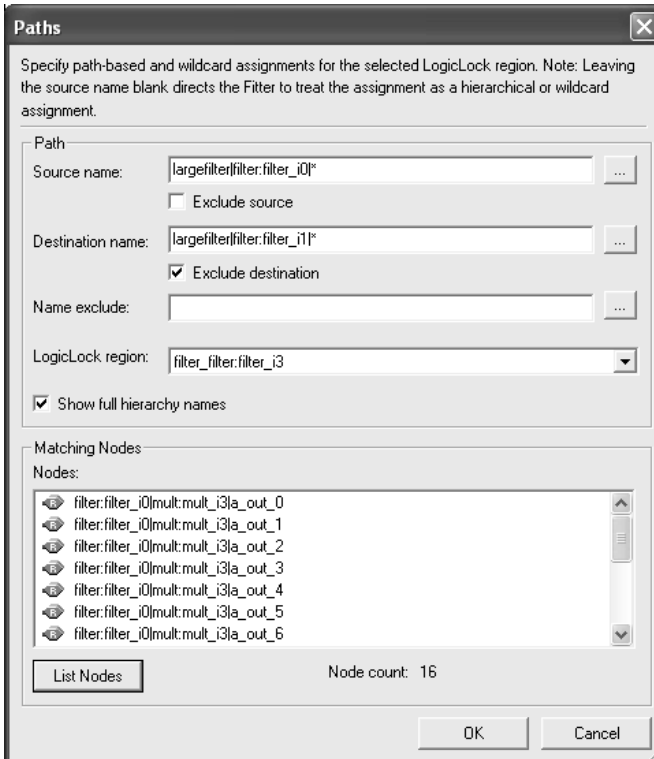 Paths
Specify path-based and wildcard assignments for the selected LogicLock region. Note: Leaving
the source name blank directs the Fitter to treat the assignment as a hierarchical or wildcard
assignment.
Path
Source name: largefilter|filter:filter_i0|* ...
Exclude source
Destination name: largefilter|filter:filter_i1|* ...
Exclude destination
Name exclude: ...
LogicLock region: filter_filter:filter_i3
Show full hierarchy names
Matching Nodes
Nodes:
filter:filter_i0|mult:mult_i3|a_out_0
filter:filter_i0|mult:mult_i3|a_out_1
filter:filter_i0|mult:mult_i3|a_out_2
filter:filter_i0|mult:mult_i3|a_out_3
filter:filter_i0|mult:mult_i3|a_out_4
filter:filter_i0|mult:mult_i3|a_out_5
filter:filter_i0|mult:mult_i3|a_out_6
List Nodes Node count: 16
OK Cancel